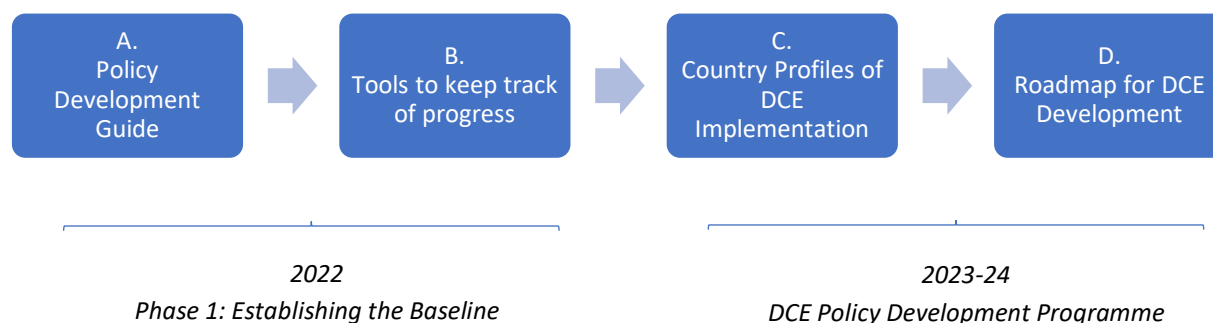 A.
Policy
Development
Guide
B.
Tools to keep track
of progress
C.
Country Profiles of
DCE
Implementation
D.
Roadmap for DCE
Development
2022
Phase 1: Establishing the Baseline
2023-24
DCE Policy Development Programme